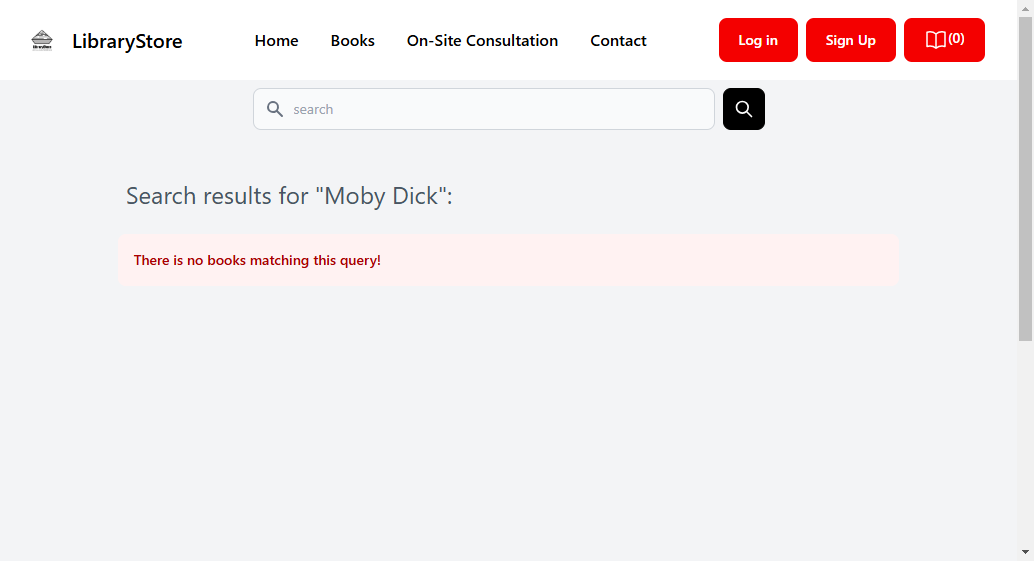 LibraryStore
Home
Books
On-Site Consultation
Contact
Log in
Sign Up
(0)
search
Search results for "Moby Dick":
There is no books matching this query!